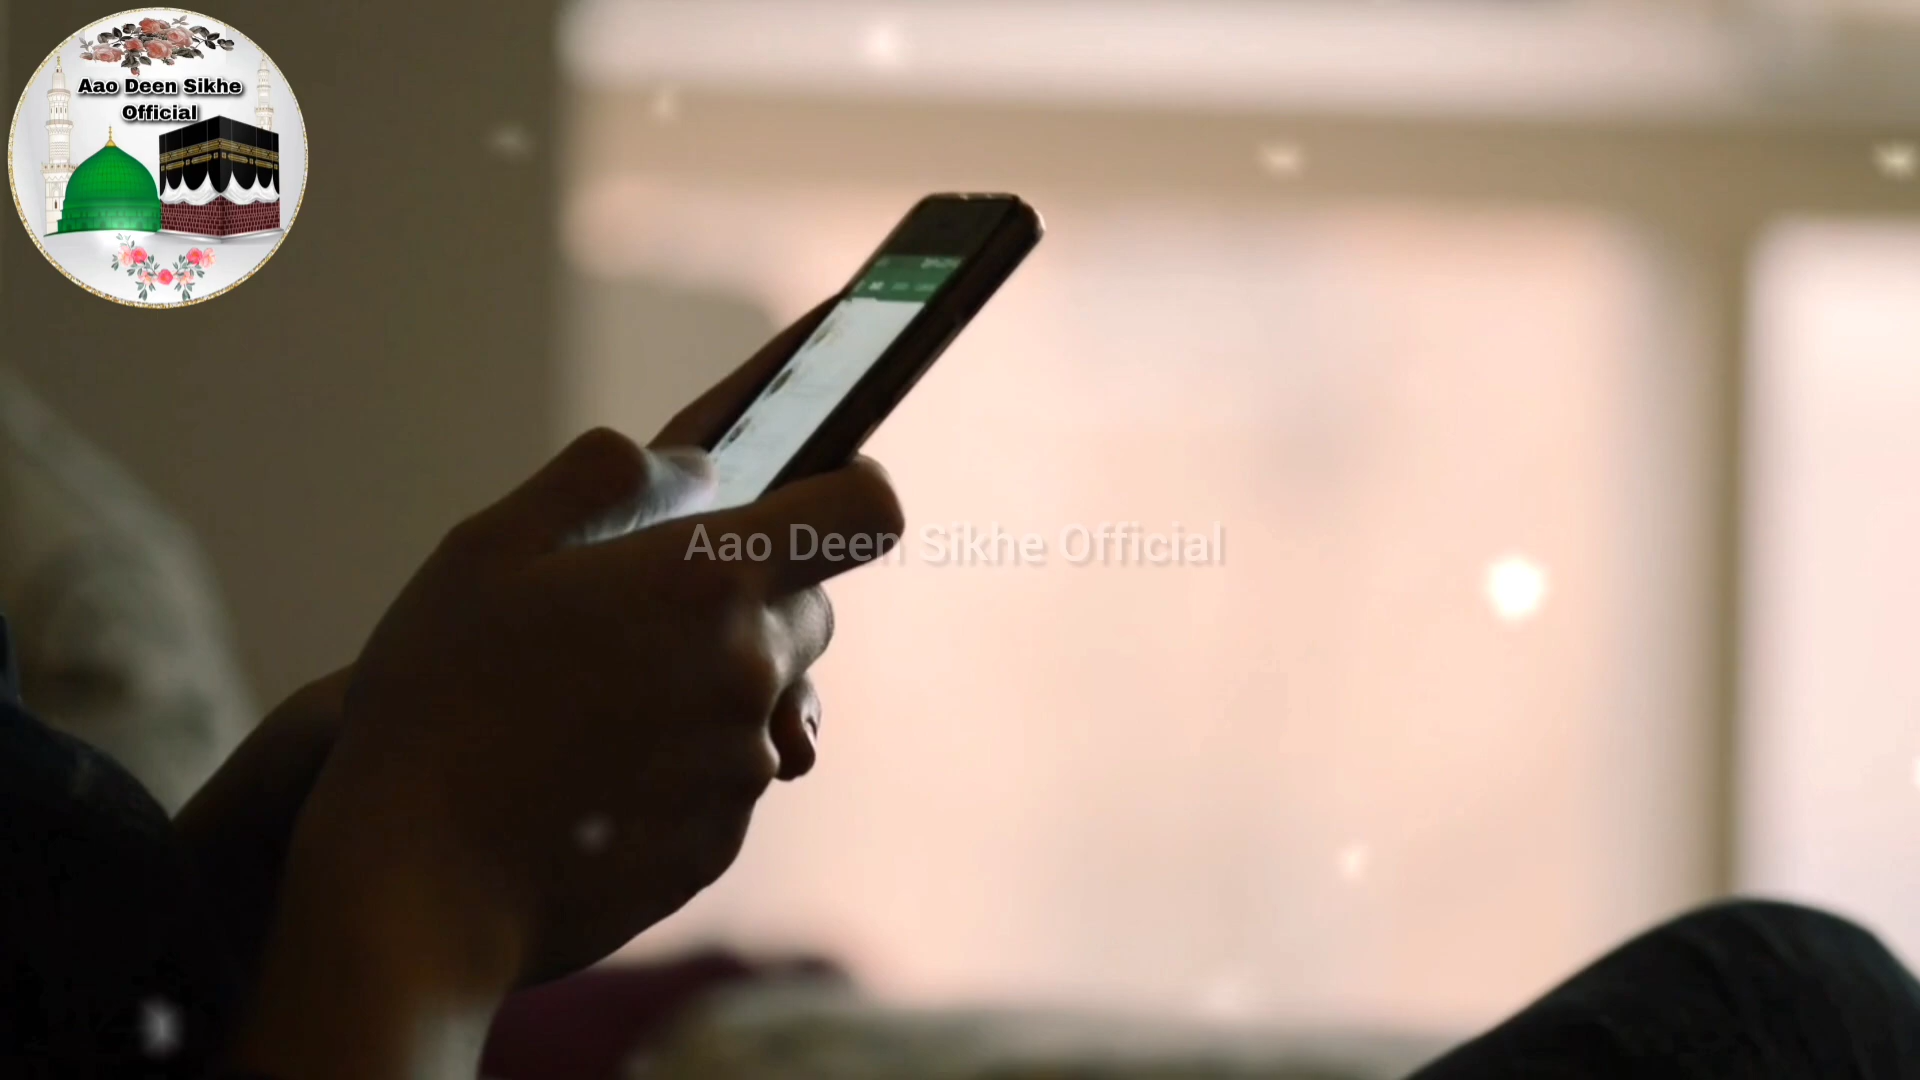 Aao Deen Sikhe
Official
Aao Deen Sikhe Official